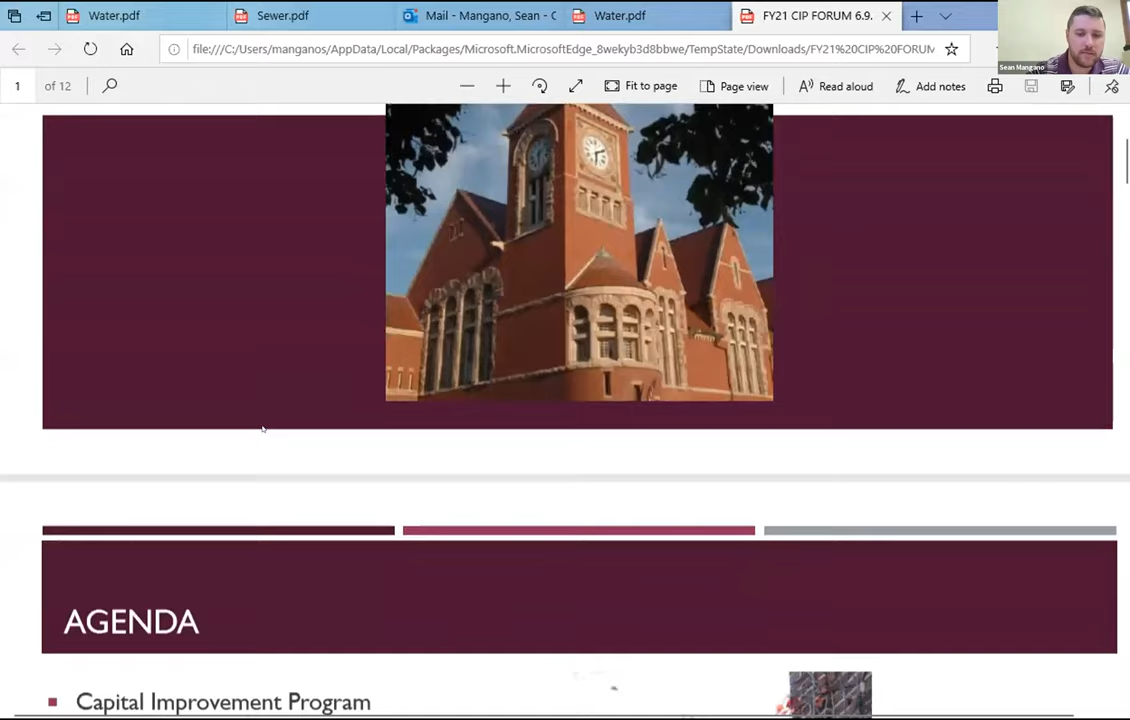 Water.pdf
Sewer.pdf
Mail - Mangano, Sean - C
Water.pdf
FY21 CIP FORUM 6.9.
file:///C:/Users/manganos/AppData/Local/Packages/Microsoft.MicrosoftEdge_8wekyb3d8bbwe/TempState/Downloads/FY21%20CIP%20FORUM
Sean Mangano
1 of 12
Fit to page
Page view
Read aloud
Add notes
AGENDA
Capital Improvement Program